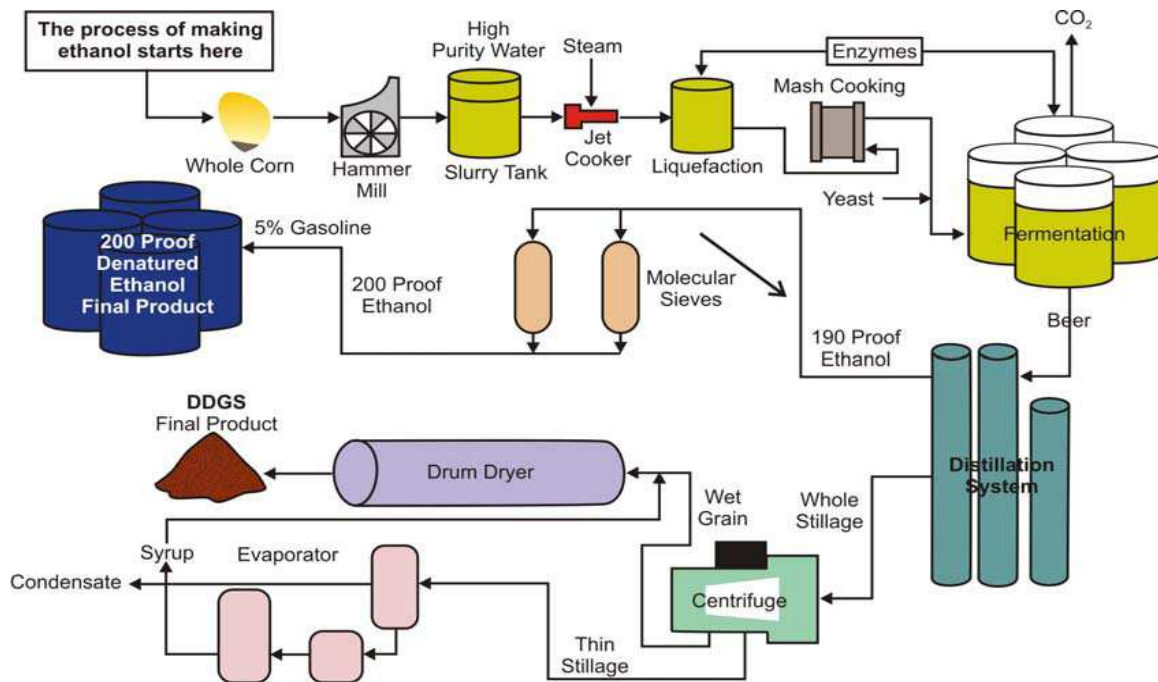 The process of making
ethanol starts here
High
Purity Water
Steam
Enzymes
CO₂
Mash Cooking
Whole Corn
Hammer
Mill
Slurry Tank
Jet
Cooker
Liquefaction
Yeast
Fermentation
200 Proof
Denatured
Ethanol
Final Product
5% Gasoline
200 Proof
Ethanol
Molecular
Sieves
190 Proof
Ethanol
Beer
DDGS
Final Product
Drum Dryer
Wet
Grain
Whole
Stillage
Distillation
System
Syrup
Evaporator
Condensate
Centrifuge
Thin
Stillage